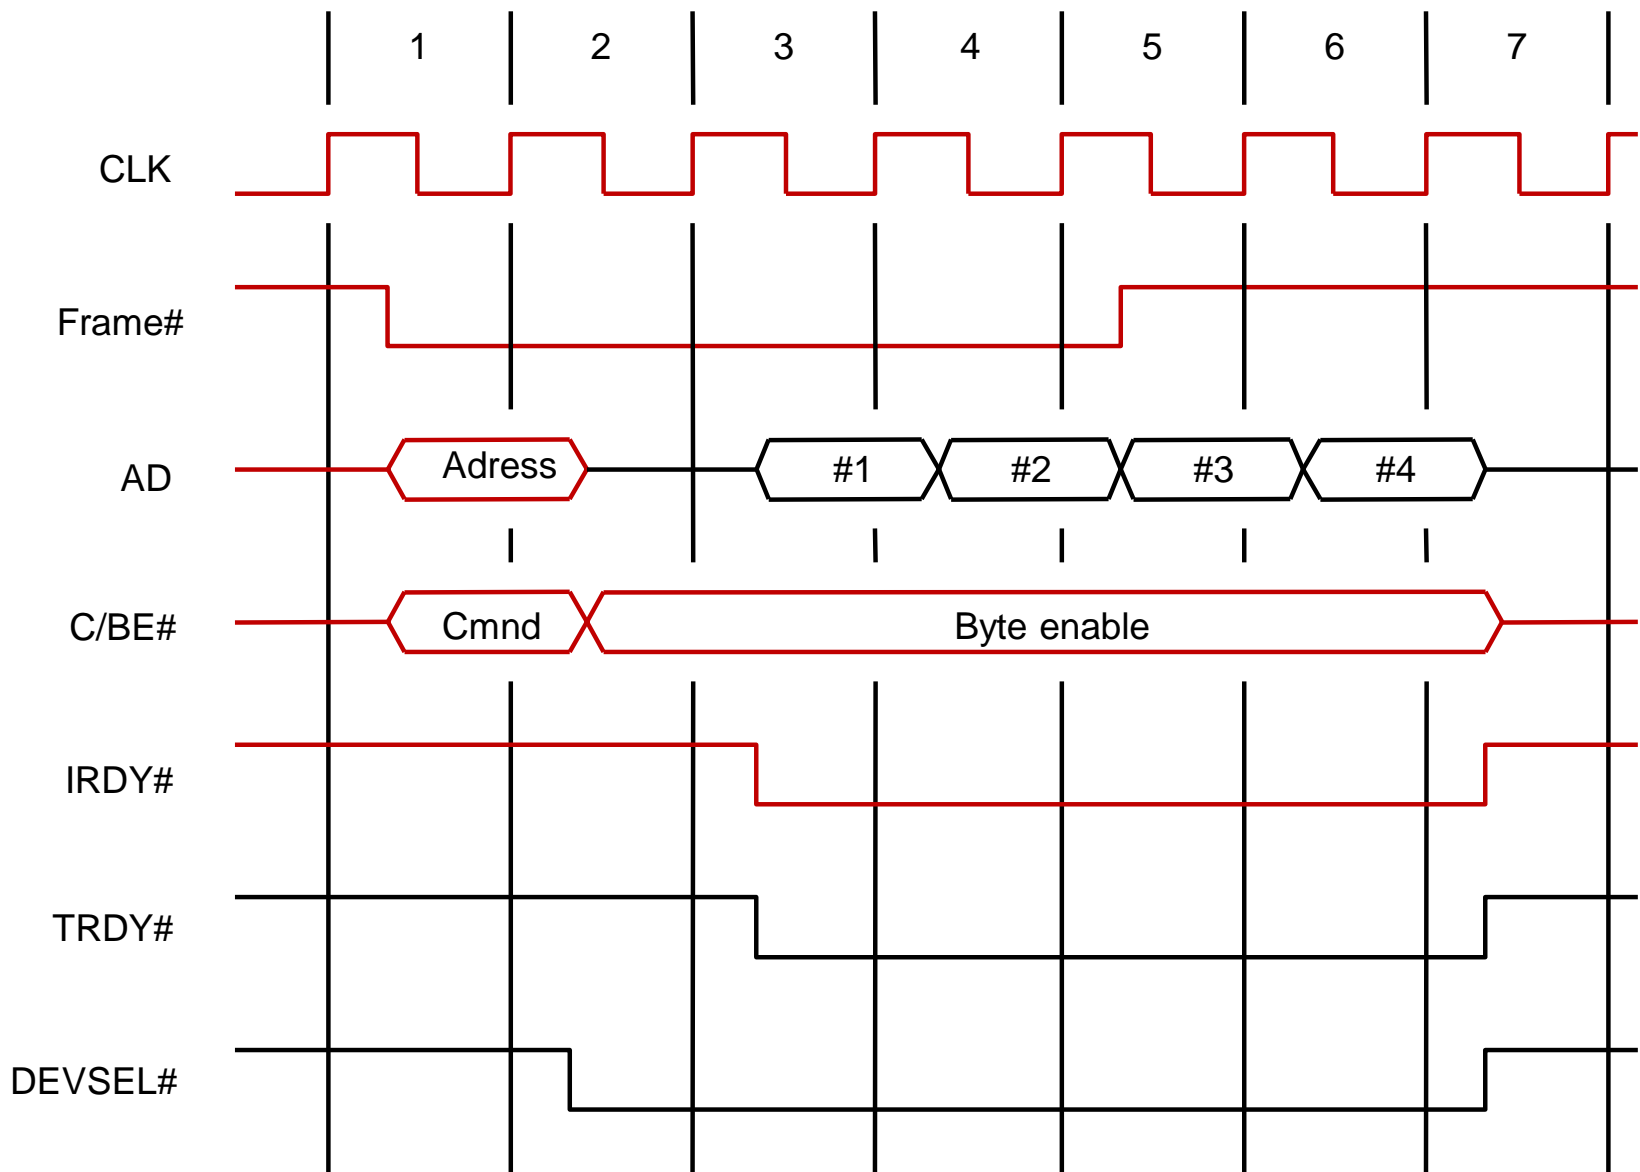 1 2 3 4 5 6 7
CLK
Frame#
AD Adress #1 #2 #3 #4
C/BE# Cmnd Byte enable
IRDY#
TRDY#
DEVSEL#